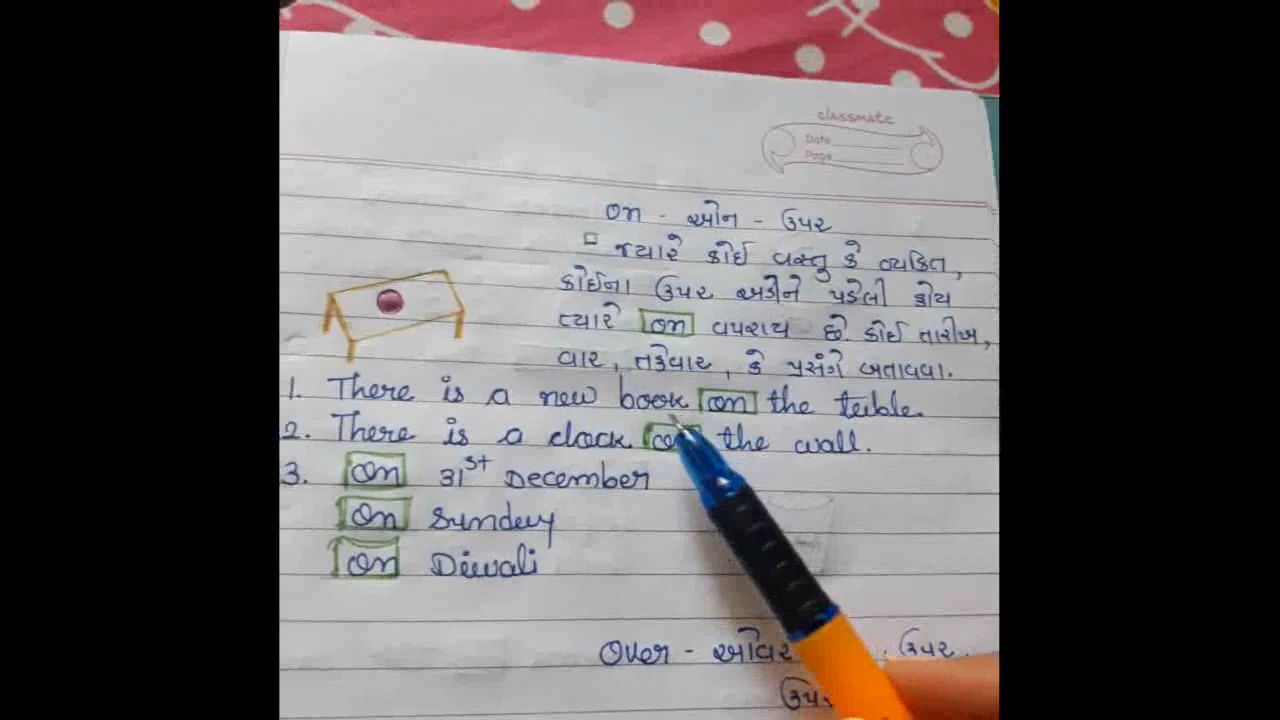 classmate
Date
Page
On - ઓન - ઉપર
જ્યારે કોઈ વસ્તુ કે વ્યકિત,
કોઈના ઉપર અડીને પડેલી હોય
ત્યારે on વપરાય છે. કોઈ તારીખ,
વાર, તહેવાર, કે પ્રસંગે બતાવવા.
1. There is a new book on the table.
2. There is a clock on the wall.
3. On 31st December
On Sunday
On Diwali
Over - ઓવર ઉપર.